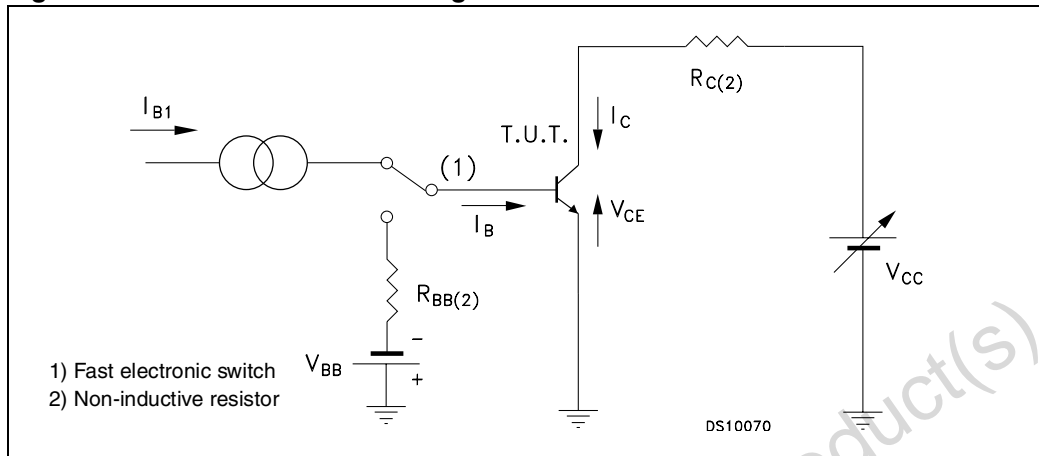 I_B1
R_C(2)
I_C
T.U.T.
(1)
V_CE
I_B
R_BB(2)
V_CC
−
V_BB
+
1) Fast electronic switch
2) Non-inductive resistor
DS10070
duct(s)